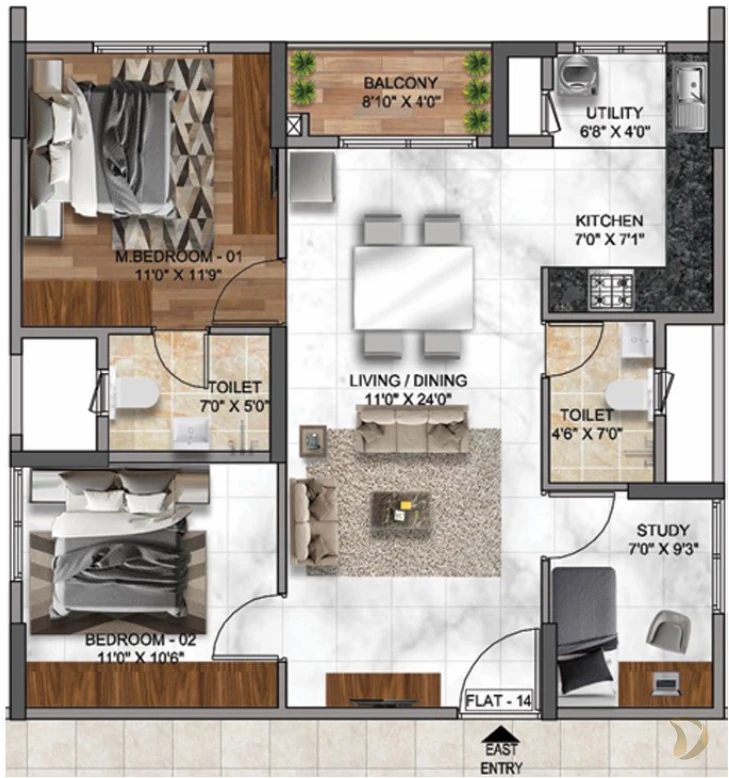 BALCONY
8'10" X 4'0"
UTILITY
6'8" X 4'0"
KITCHEN
7'0" X 7'1"
M.BEDROOM - 01
11'0" X 11'9"
TOILET
7'0" X 5'0"
LIVING / DINING
11'0" X 24'0"
TOILET
4'6" X 7'0"
STUDY
7'0" X 9'3"
BEDROOM - 02
11'0" X 10'6"
FLAT - 14
EAST
ENTRY